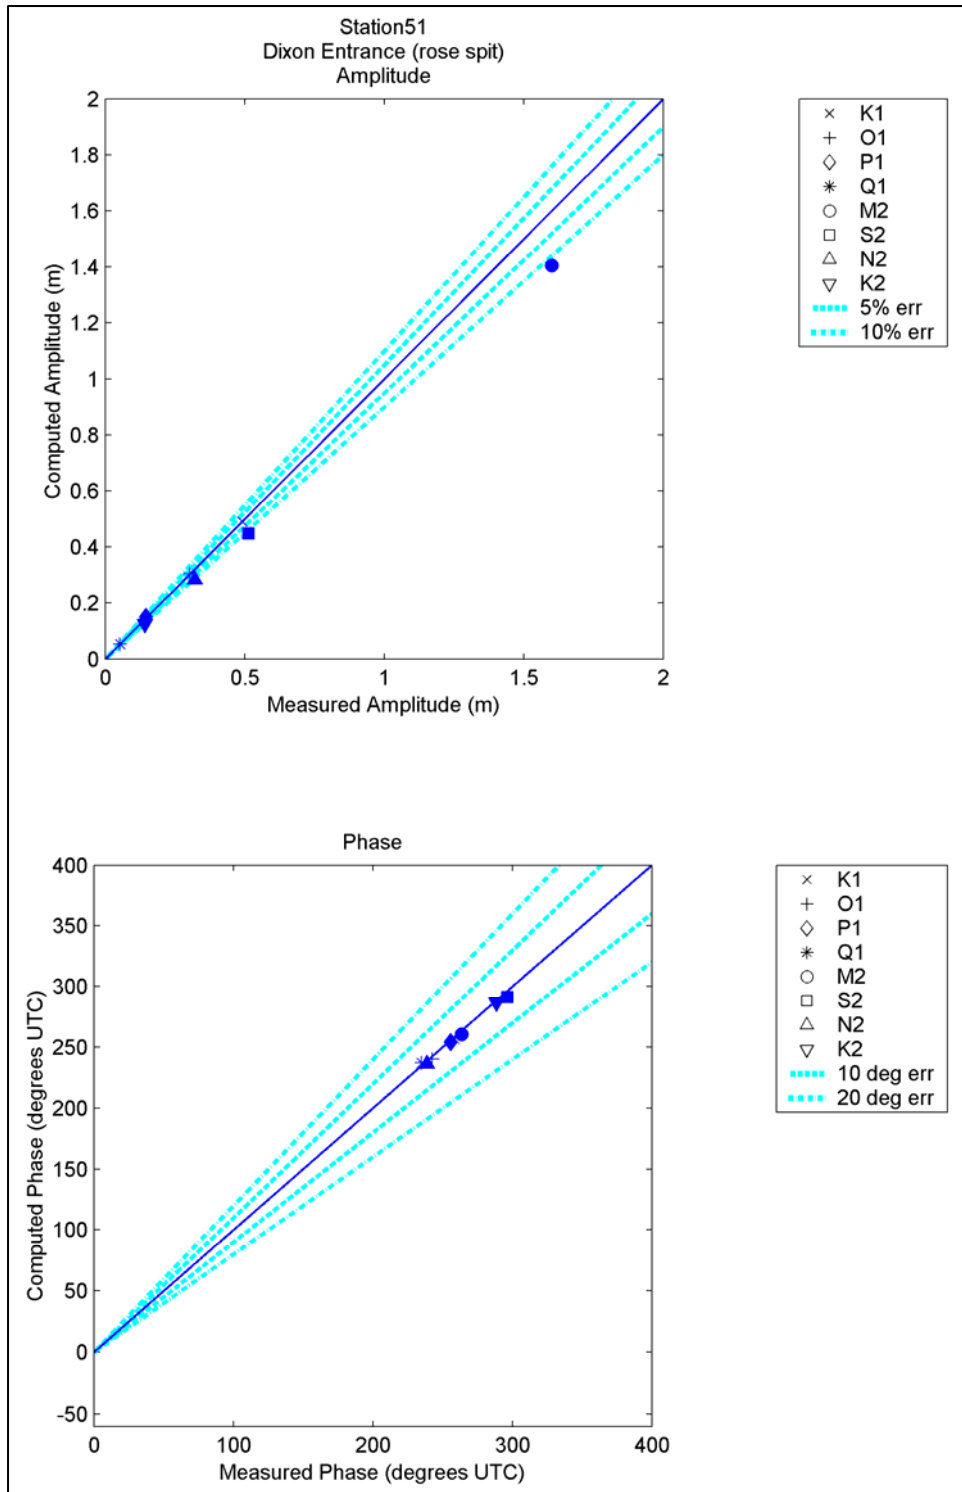 Station51
Dixon Entrance (rose spit)
Amplitude
2
1.8
1.6
1.4
1.2
1
0.8
0.6
0.4
0.2
0
Computed Amplitude (m)
0
0.5
1
1.5
2
Measured Amplitude (m)
K1
O1
P1
Q1
M2
S2
N2
K2
5% err
10% err
Phase
400
350
300
250
200
150
100
50
0
-50
Computed Phase (degrees UTC)
0
100
200
300
400
Measured Phase (degrees UTC)
K1
O1
P1
Q1
M2
S2
N2
K2
10 deg err
20 deg err